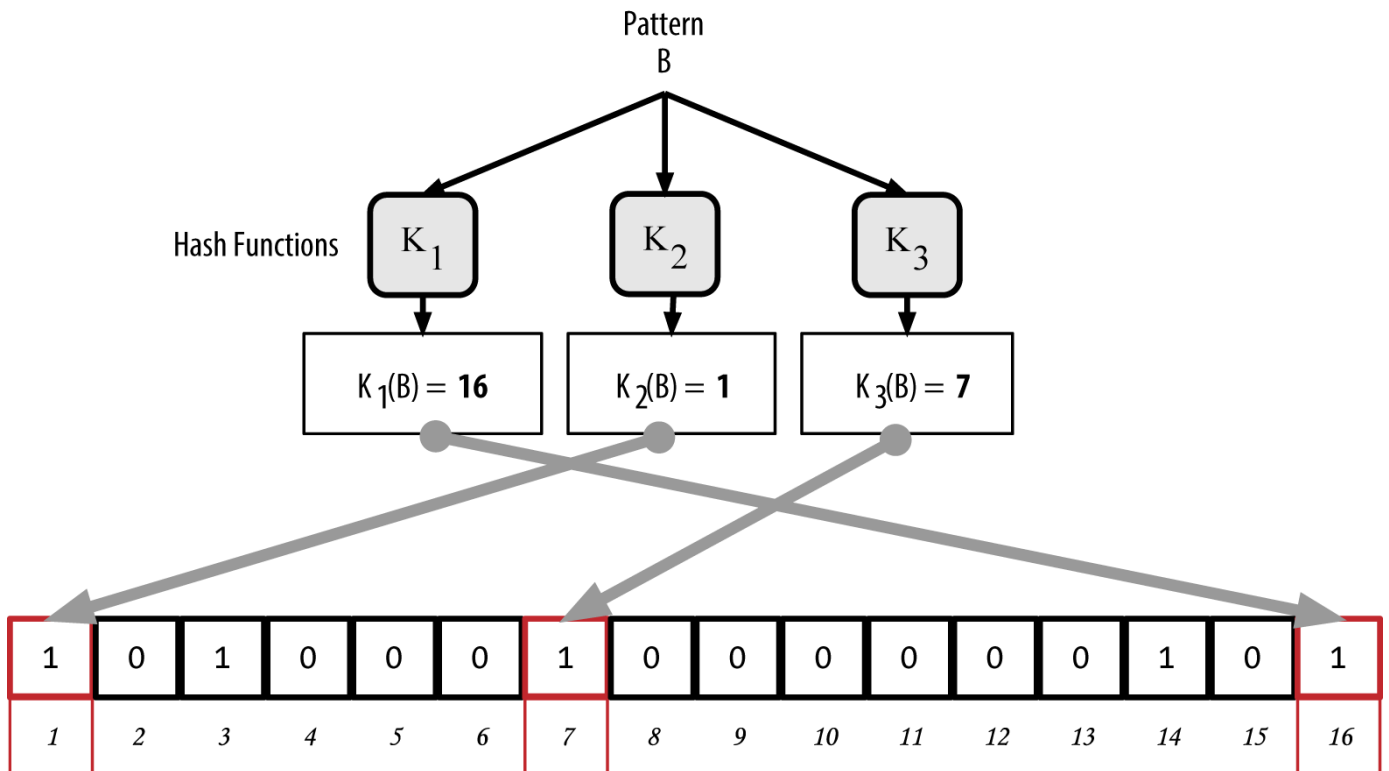 Pattern
B
Hash Functions
K1
K2
K3
K1(B) = 16
K2(B) = 1
K3(B) = 7
1 0 1 0 0 0 1 0 0 0 0 0 0 1 0 1
1 2 3 4 5 6 7 8 9 10 11 12 13 14 15 16